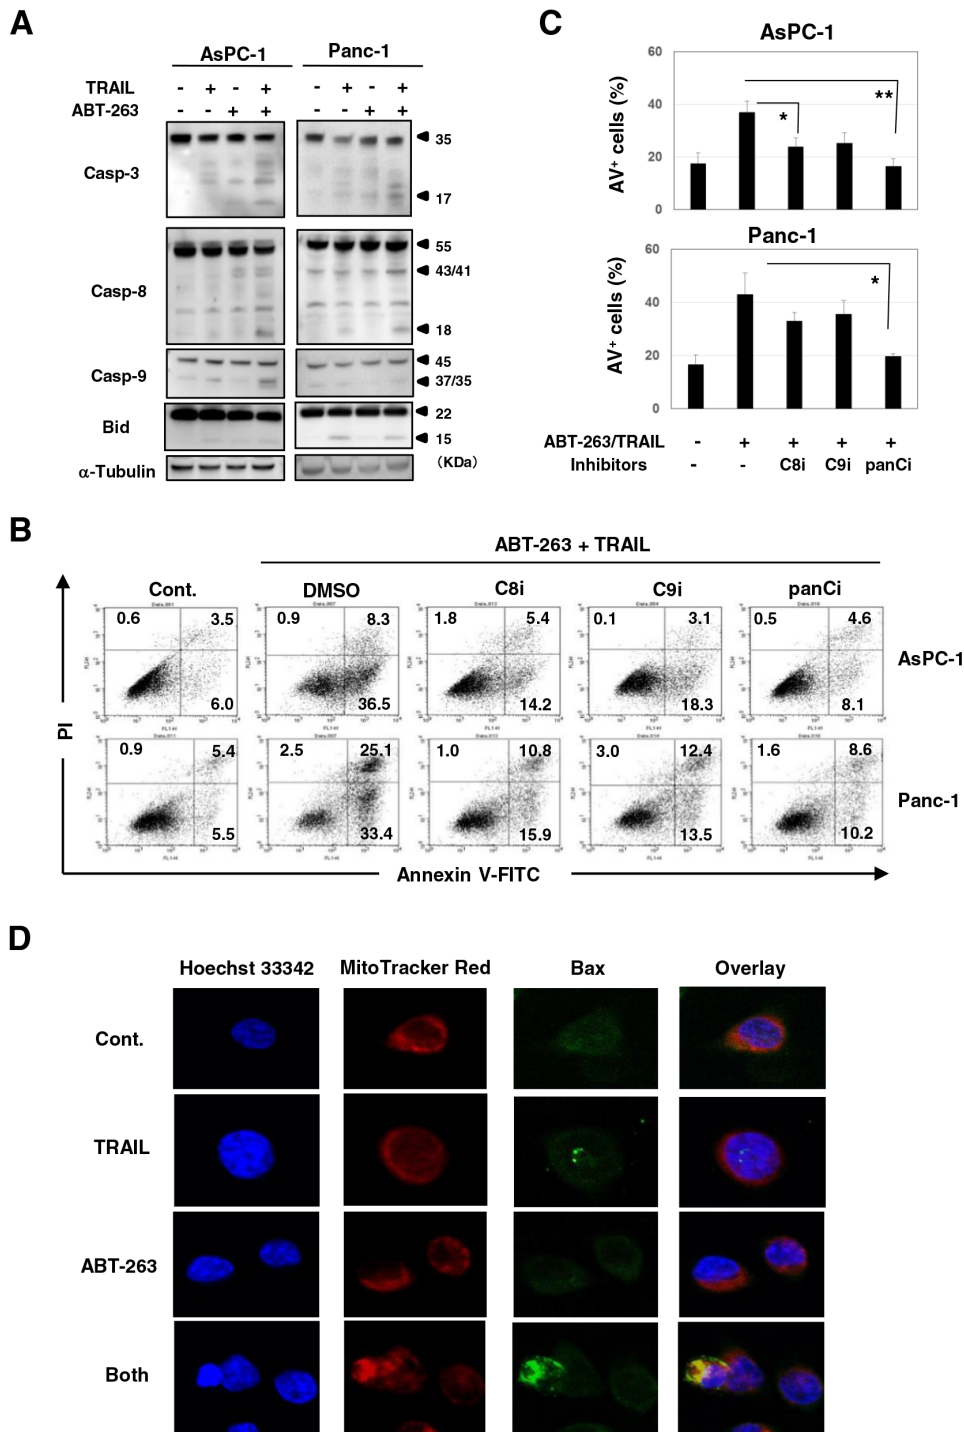 A
AsPC-1
Panc-1
TRAIL - + - + - + - +
ABT-263 - - + + - - + +
Casp-3
35
17
Casp-8
55
43/41
18
Casp-9
45
37/35
Bid
22
15
α-Tubulin
(KDa)
C
AsPC-1
AV+ cells (%)
60
40
20
0
*
**
Panc-1
AV+ cells (%)
60
40
20
0
*
ABT-263/TRAIL - + + + +
Inhibitors - - C8i C9i panCi
B
ABT-263 + TRAIL
Cont. DMSO C8i C9i panCi
0.6 3.5 0.9 8.3 1.8 5.4 0.1 3.1 0.5 4.6
AsPC-1
6.0 36.5 14.2 18.3 8.1
PI
0.9 5.4 2.5 25.1 1.0 10.8 3.0 12.4 1.6 8.6
Panc-1
5.5 33.4 15.9 13.5 10.2
Annexin V-FITC
D
Hoechst 33342 MitoTracker Red Bax Overlay
Cont.
TRAIL
ABT-263
Both